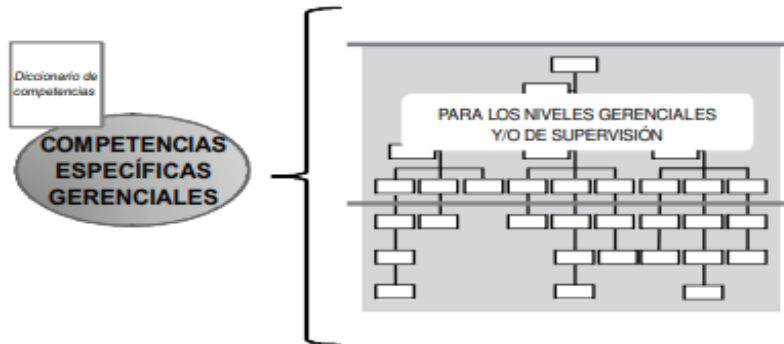 Diccionario de
competencias
COMPETENCIAS
ESPECÍFICAS
GERENCIALES
PARA LOS NIVELES GERENCIALES
Y/O DE SUPERVISIÓN